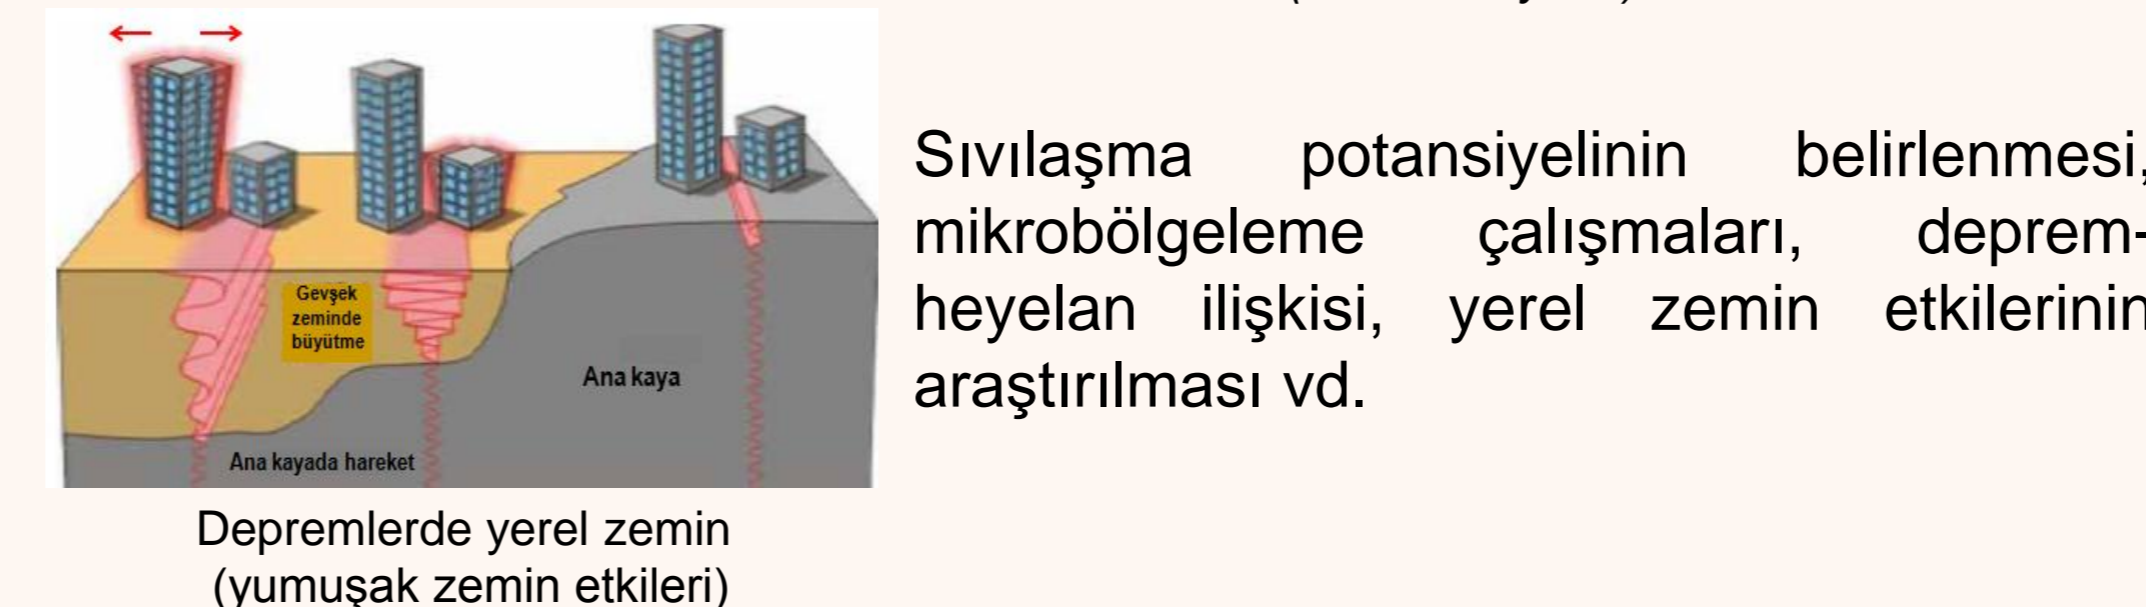 Gevşek
zeminde
büyütme
Ana kaya
Ana kayada hareket
Depremlerde yerel zemin
(yumuşak zemin etkileri)
Sıvılaşma potansiyelinin belirlenmesi,
mikrobölgeleme çalışmaları, deprem-
heyelan ilişkisi, yerel zemin etkilerinin
araştırılması vd.